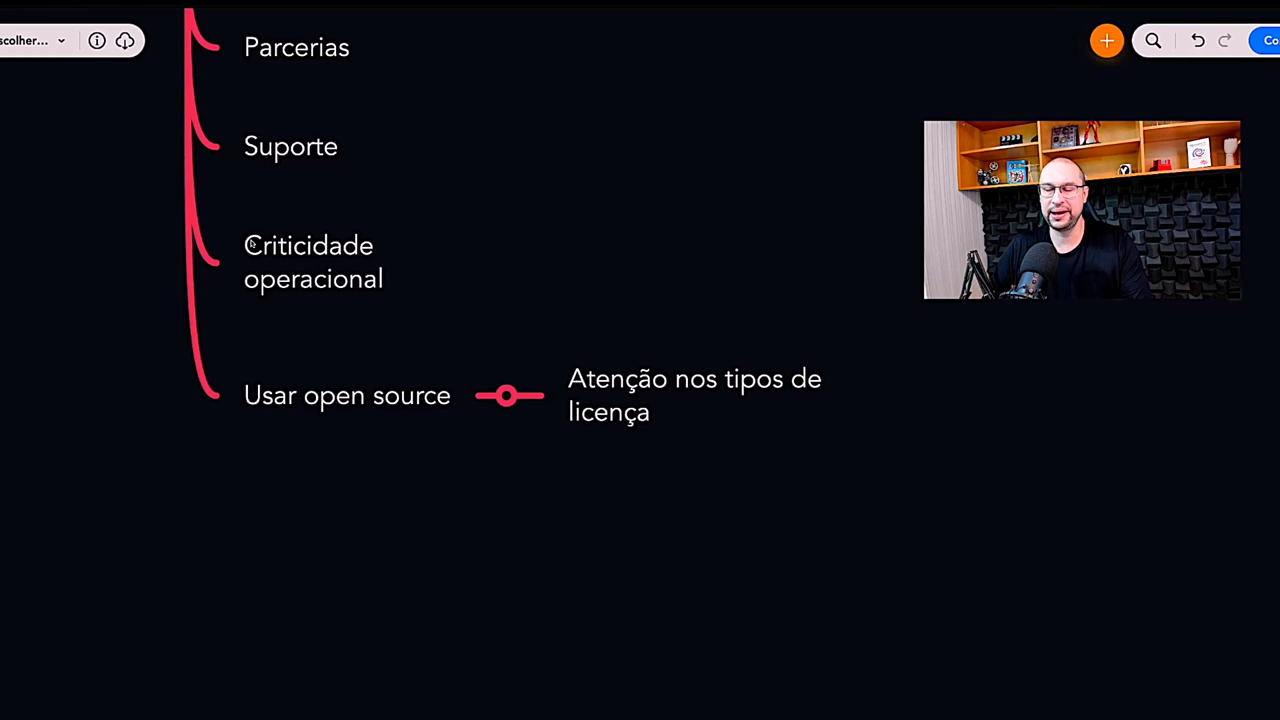 scolher...
Co
Parcerias
Suporte
Criticidade
operacional
Usar open source
Atenção nos tipos de
licença